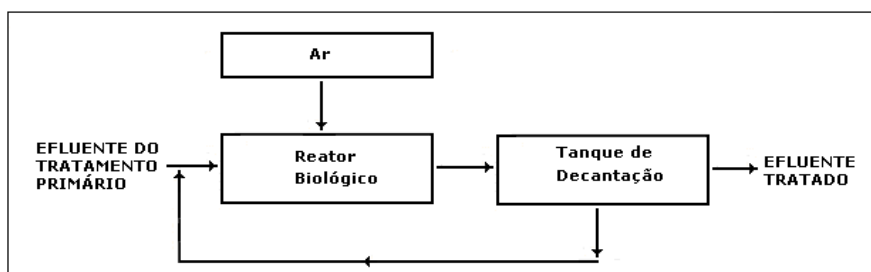 Ar
EFLUENTE DO
TRATAMENTO
PRIMÁRIO
Reator
Biológico
Tanque de
Decantação
EFLUENTE
TRATADO